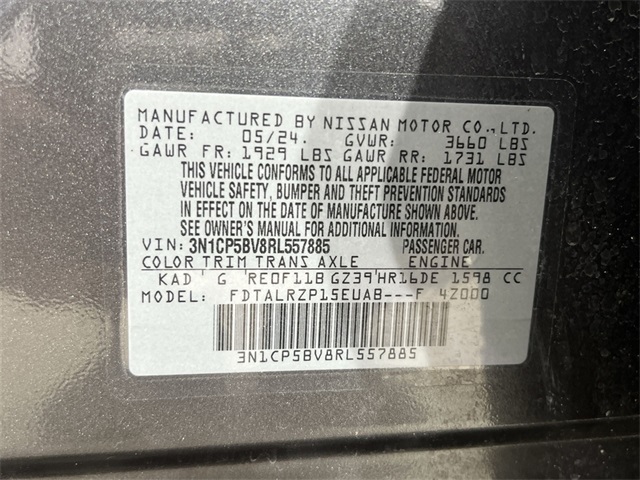 MANUFACTURED BY NISSAN MOTOR CO., LTD.
DATE: 05/24. GVWR: 3660 LBS
GAWR FR: 1929 LBS GAWR RR: 1731 LBS
THIS VEHICLE CONFORMS TO ALL APPLICABLE FEDERAL MOTOR
VEHICLE SAFETY, BUMPER AND THEFT PREVENTION STANDARDS
IN EFFECT ON THE DATE OF MANUFACTURE SHOWN ABOVE.
SEE OWNER'S MANUAL FOR ADDITIONAL INFORMATION.
VIN: 3N1CP5BV8RL557885 PASSENGER CAR.
COLOR TRIM TRANS AXLE ENGINE
KAD G RE0F11B GZ39 HR16DE 1598 CC
MODEL: FDTALRZP15EUAB---F 4Z000
3N1CP5BV8RL557885